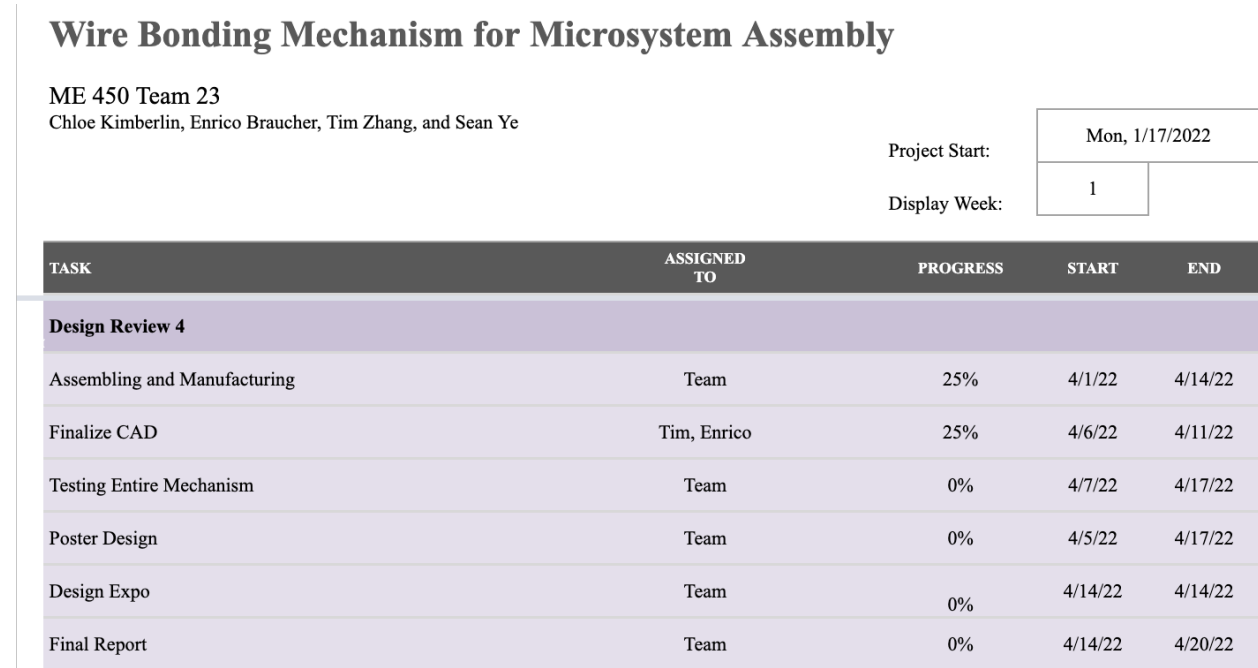 Wire Bonding Mechanism for Microsystem Assembly
ME 450 Team 23
Chloe Kimberlin, Enrico Braucher, Tim Zhang, and Sean Ye
Project Start: Mon, 1/17/2022
Display Week: 1
TASK ASSIGNED TO PROGRESS START END
Design Review 4
Assembling and Manufacturing Team 25% 4/1/22 4/14/22
Finalize CAD Tim, Enrico 25% 4/6/22 4/11/22
Testing Entire Mechanism Team 0% 4/7/22 4/17/22
Poster Design Team 0% 4/5/22 4/17/22
Design Expo Team 0% 4/14/22 4/14/22
Final Report Team 0% 4/14/22 4/20/22